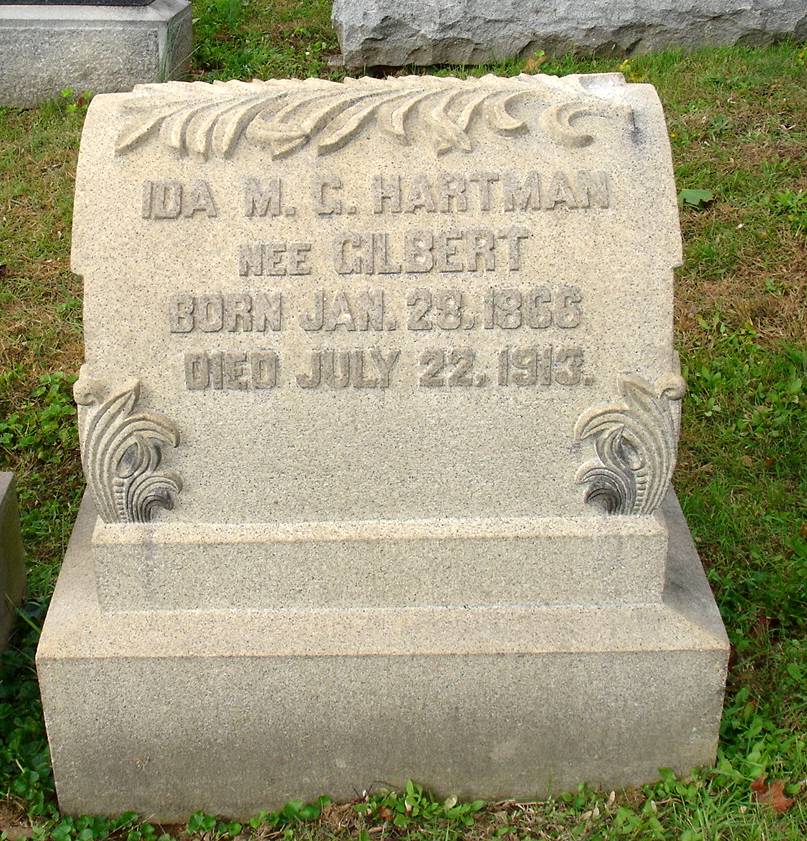 IDA M. G. HARTMAN
NEE GILBERT
BORN JAN. 28, 1866
DIED JULY 22, 1913.